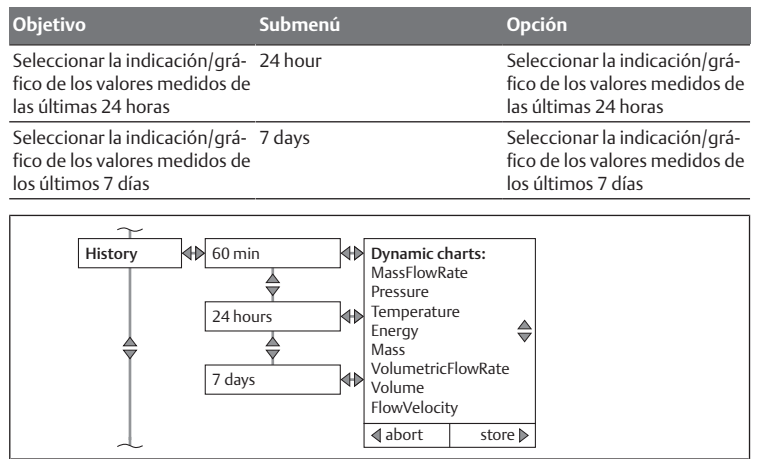 Objetivo Submenú Opción
Seleccionar la indicación/grá- 24 hour Seleccionar la indicación/grá-
fico de los valores medidos de fico de los valores medidos de
las últimas 24 horas las últimas 24 horas
Seleccionar la indicación/grá- 7 days Seleccionar la indicación/grá-
fico de los valores medidos de fico de los valores medidos de
los últimos 7 días los últimos 7 días
History 60 min Dynamic charts:
MassFlowRate
Pressure
24 hours Temperature
Energy
Mass
7 days VolumetricFlowRate
Volume
FlowVelocity
abort store